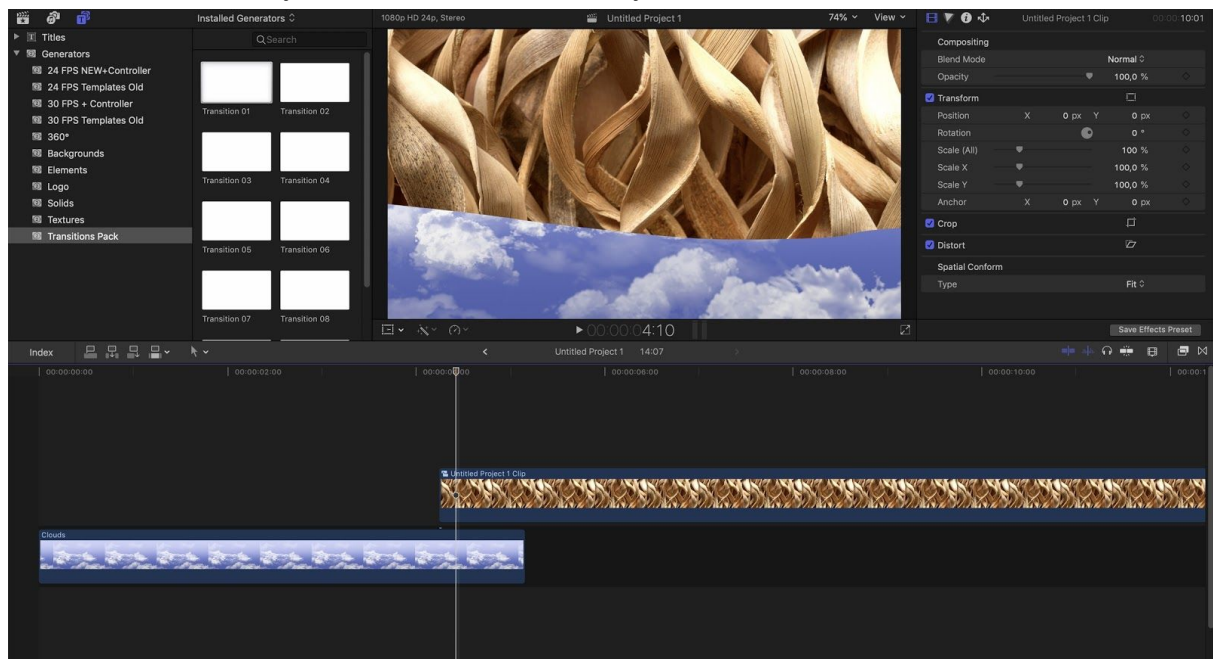 Installed Generators
1080p HD 24p, Stereo
Untitled Project 1
74%
View
Untitled Project 1 Clip
00:00:10:01
Titles
Generators
24 FPS NEW+Controller
24 FPS Templates Old
30 FPS + Controller
30 FPS Templates Old
360°
Backgrounds
Elements
Logo
Solids
Textures
Transitions Pack
Search
Transition 01
Transition 02
Transition 03
Transition 04
Transition 05
Transition 06
Transition 07
Transition 08
Compositing
Blend Mode Normal
Opacity 100,0 %
Transform
Position X 0 px Y 0 px
Rotation 0 °
Scale (All) 100 %
Scale X 100,0 %
Scale Y 100,0 %
Anchor X 0 px Y 0 px
Crop
Distort
Spatial Conform
Type Fit
Save Effects Preset
00:00:04:10
Index
Untitled Project 1 14:07
00:00:00:00 00:00:02:00 00:00:06:00 00:00:08:00 00:00:10:00
Untitled Project 1 Clip
Clouds